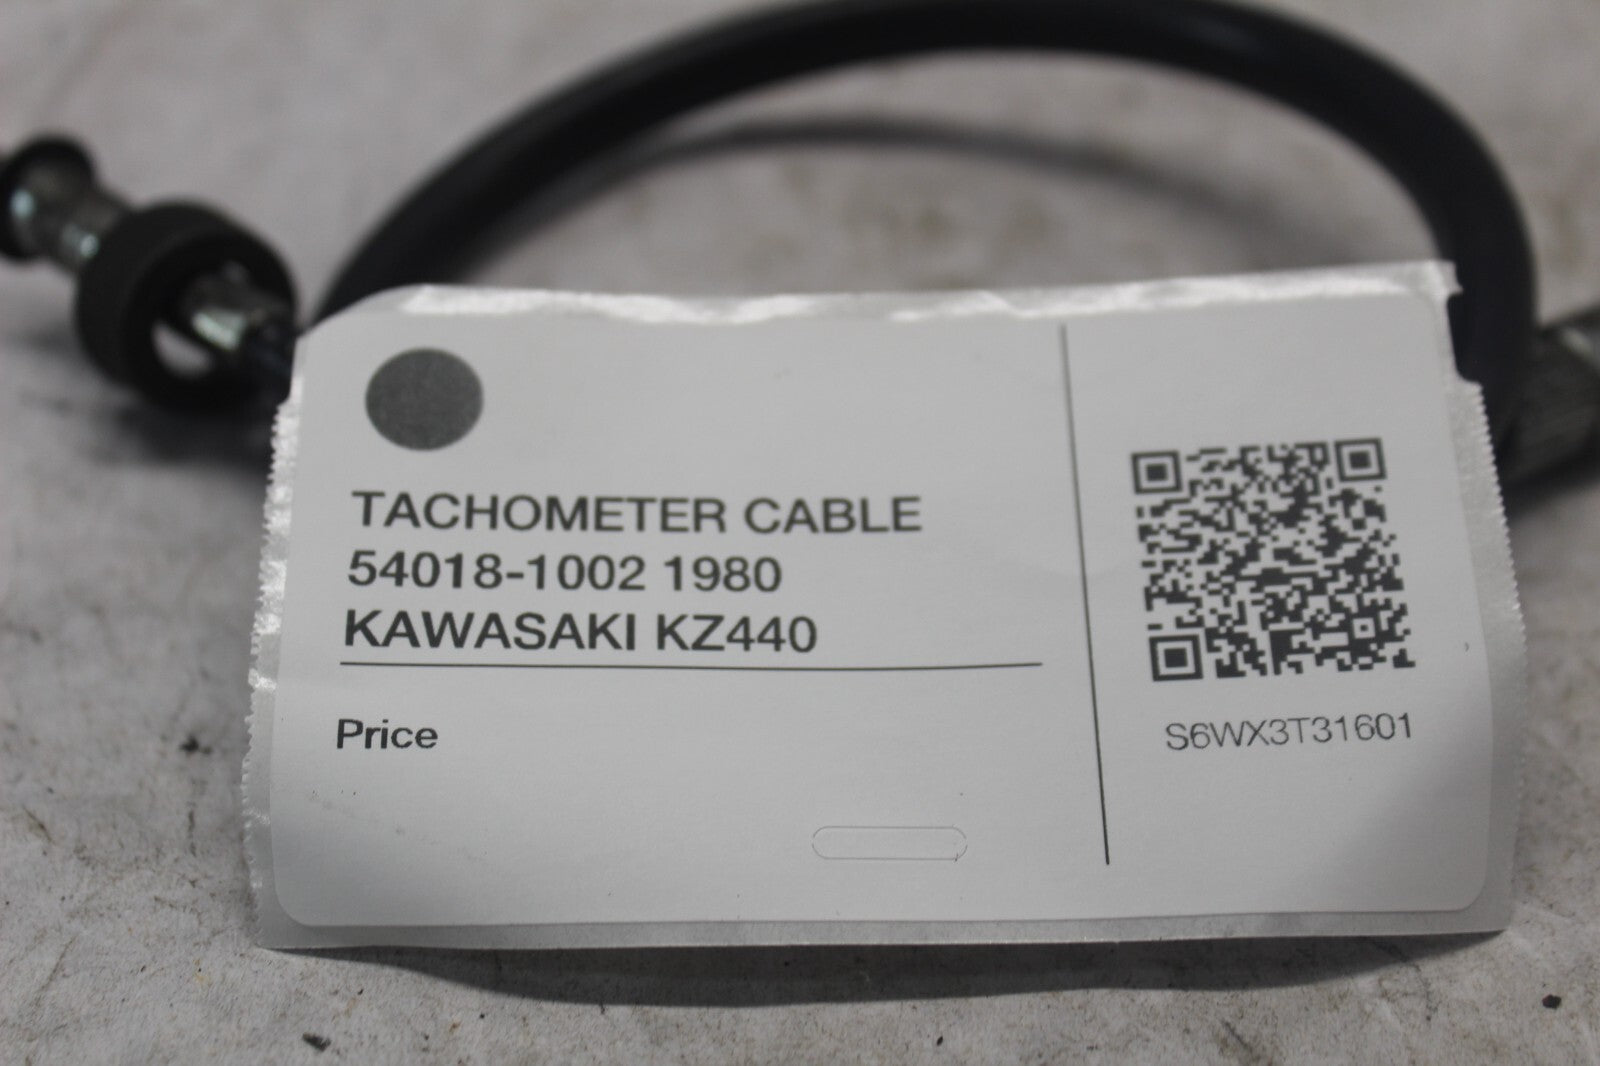 TACHOMETER CABLE
54018-1002 1980
KAWASAKI KZ440
Price
S6WX3T31601